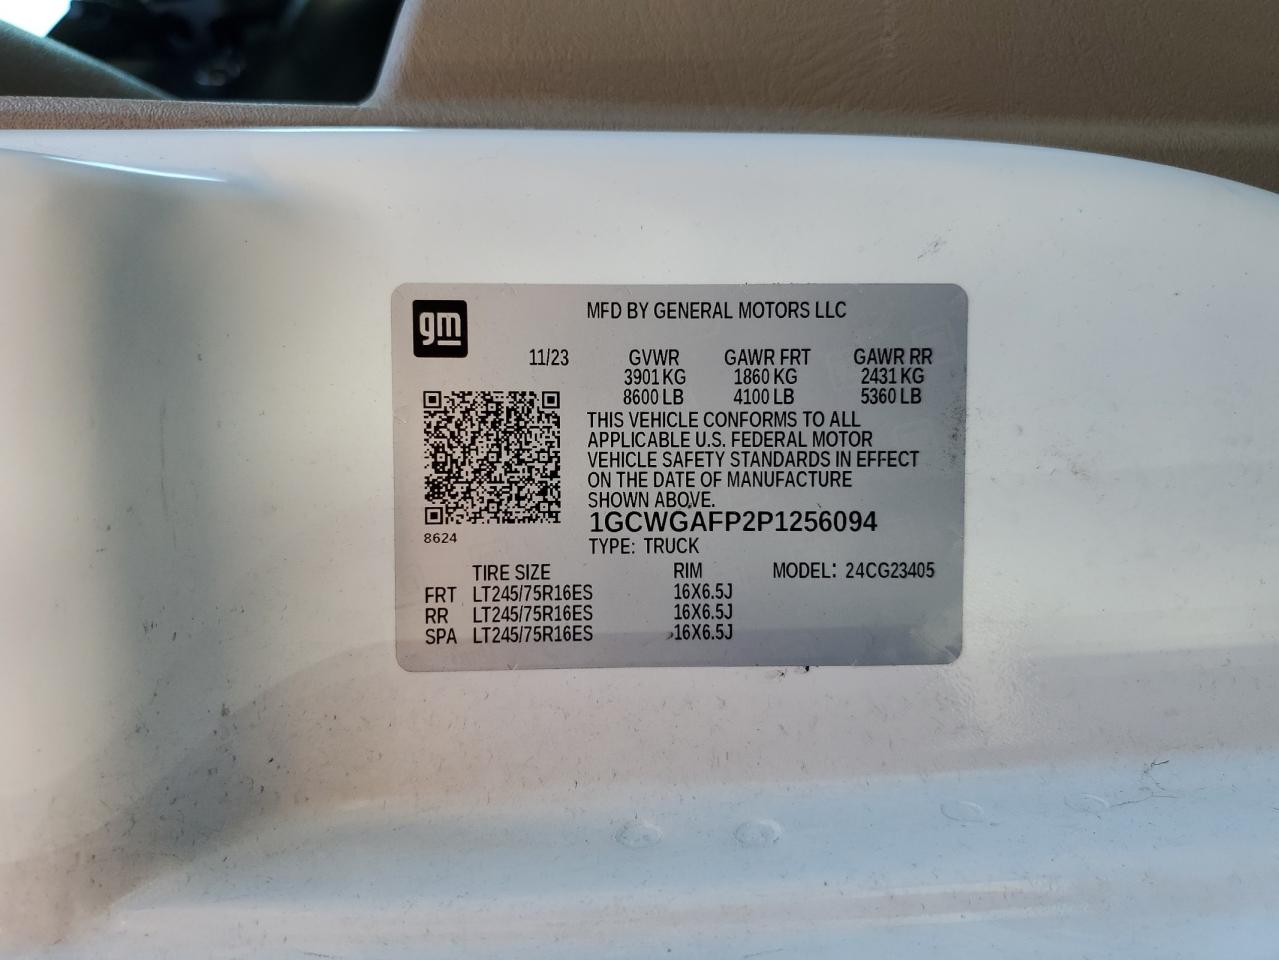 gm
MFD BY GENERAL MOTORS LLC
11/23 GVWR GAWR FRT GAWR RR
3901 KG 1860 KG 2431 KG
8600 LB 4100 LB 5360 LB
THIS VEHICLE CONFORMS TO ALL
APPLICABLE U.S. FEDERAL MOTOR
VEHICLE SAFETY STANDARDS IN EFFECT
ON THE DATE OF MANUFACTURE
SHOWN ABOVE.
1GCWGAFP2P1256094
8624
TYPE: TRUCK
TIRE SIZE RIM MODEL: 24CG23405
FRT LT245/75R16ES 16X6.5J
RR LT245/75R16ES 16X6.5J
SPA LT245/75R16ES 16X6.5J